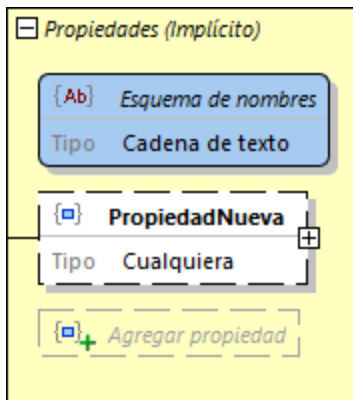 Propiedades (Implícito)
{Ab} Esquema de nombres
Tipo Cadena de texto
PropiedadNueva
Tipo Cualquiera
Agregar propiedad